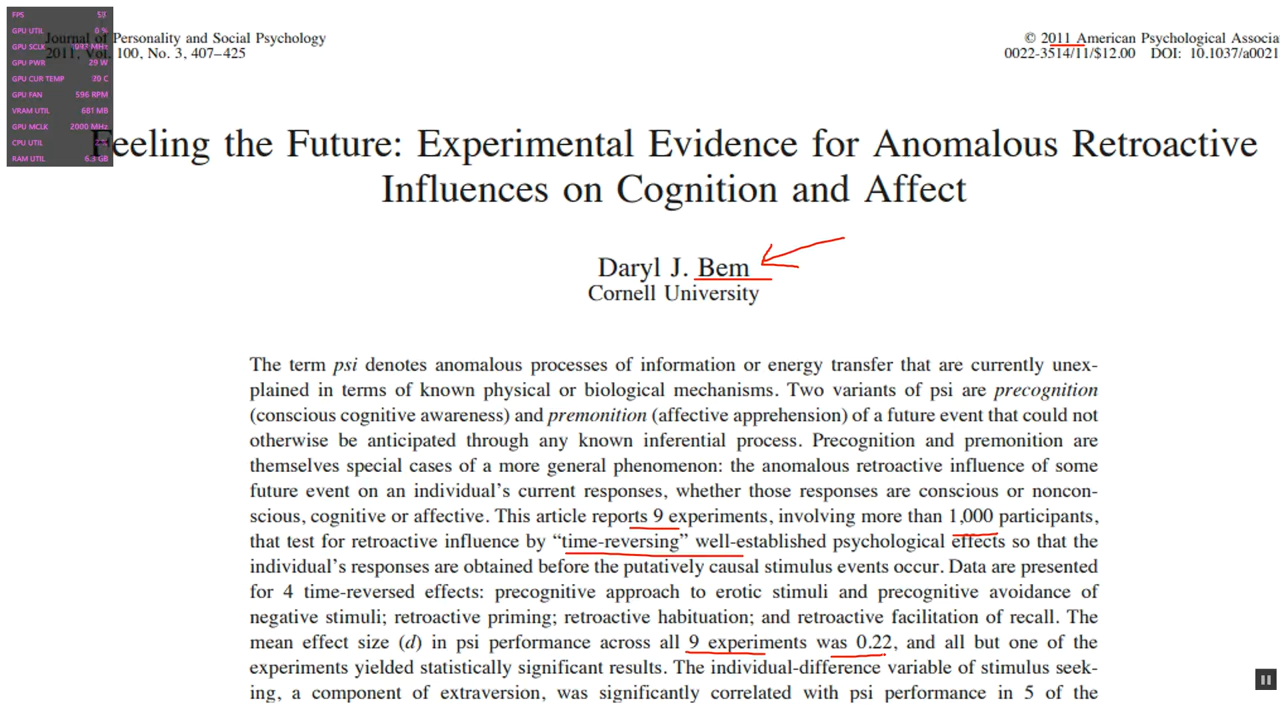 FPS 59
GPU UTIL 0 %
GPU SCLK MHz
GPU PWR 29 W
GPU CUR TEMP 20 C
GPU FAN 596 RPM
VRAM UTIL 681 MB
GPU MCLK 2000 MHz
CPU UTIL
RAM UTIL 6.3 GB
Journal of Personality and Social Psychology
2011, Vol. 100, No. 3, 407–425
© 2011 American Psychological Associa
0022-3514/11/$12.00 DOI: 10.1037/a0021
Feeling the Future: Experimental Evidence for Anomalous Retroactive
Influences on Cognition and Affect
Daryl J. Bem
Cornell University
The term psi denotes anomalous processes of information or energy transfer that are currently unex-
plained in terms of known physical or biological mechanisms. Two variants of psi are precognition
(conscious cognitive awareness) and premonition (affective apprehension) of a future event that could not
otherwise be anticipated through any known inferential process. Precognition and premonition are
themselves special cases of a more general phenomenon: the anomalous retroactive influence of some
future event on an individual’s current responses, whether those responses are conscious or noncon-
scious, cognitive or affective. This article reports 9 experiments, involving more than 1,000 participants,
that test for retroactive influence by “time-reversing” well-established psychological effects so that the
individual’s responses are obtained before the putatively causal stimulus events occur. Data are presented
for 4 time-reversed effects: precognitive approach to erotic stimuli and precognitive avoidance of
negative stimuli; retroactive priming; retroactive habituation; and retroactive facilitation of recall. The
mean effect size (d) in psi performance across all 9 experiments was 0.22, and all but one of the
experiments yielded statistically significant results. The individual-difference variable of stimulus seek-
ing, a component of extraversion, was significantly correlated with psi performance in 5 of the